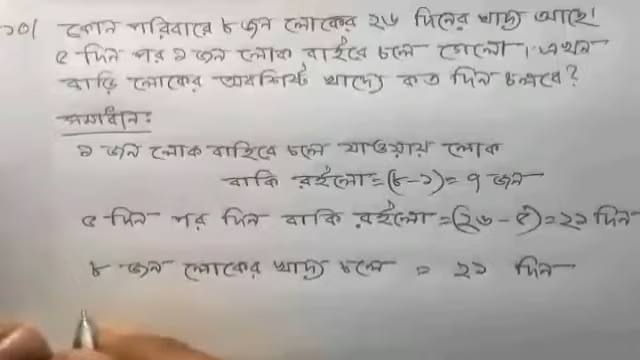 ১০। কোন পরিবারে ৮ জন লোকের ২৬ দিনের খাদ্য আছে।
৫ দিন পর ১ জন লোক বাইরে চলে গেলো। এখন
বাকি লোকের অবশিষ্ট খাদ্যে কত দিন চলবে?
সমাধান:
১ জন লোক বাহিরে চলে যাওয়ায় লোক
বাকি রইলো=(৮-১)= ৭ জন
৫ দিন পর দিন বাকি রইলো=(২৬-৫)=২১ দিন
৮ জন লোকের খাদ্য চলে = ২১ দিন